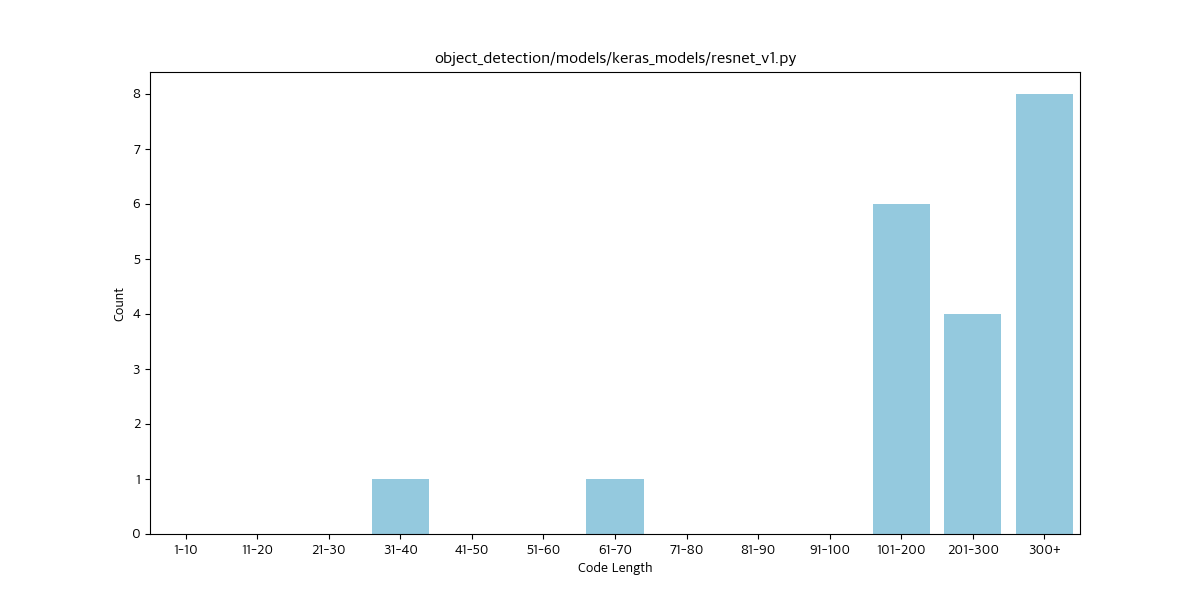 object_detection/models/keras_models/resnet_v1.py
8
7
6
5
4
3
2
1
0
Count
1-10 11-20 21-30 31-40 41-50 51-60 61-70 71-80 81-90 91-100 101-200 201-300 300+
Code Length